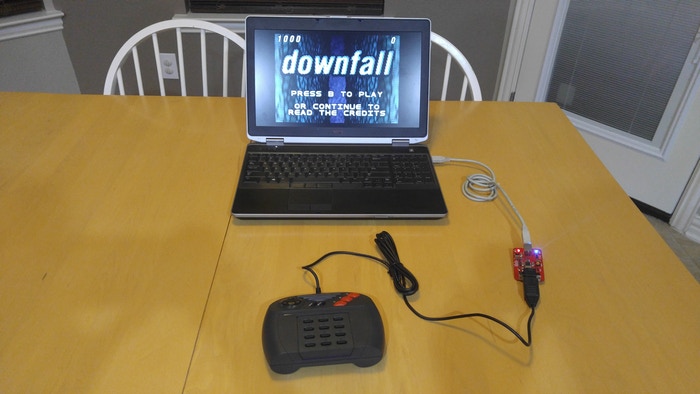 1000 0
downfall
PRESS B TO PLAY
OR CONTINUE TO
READ THE CREDITS